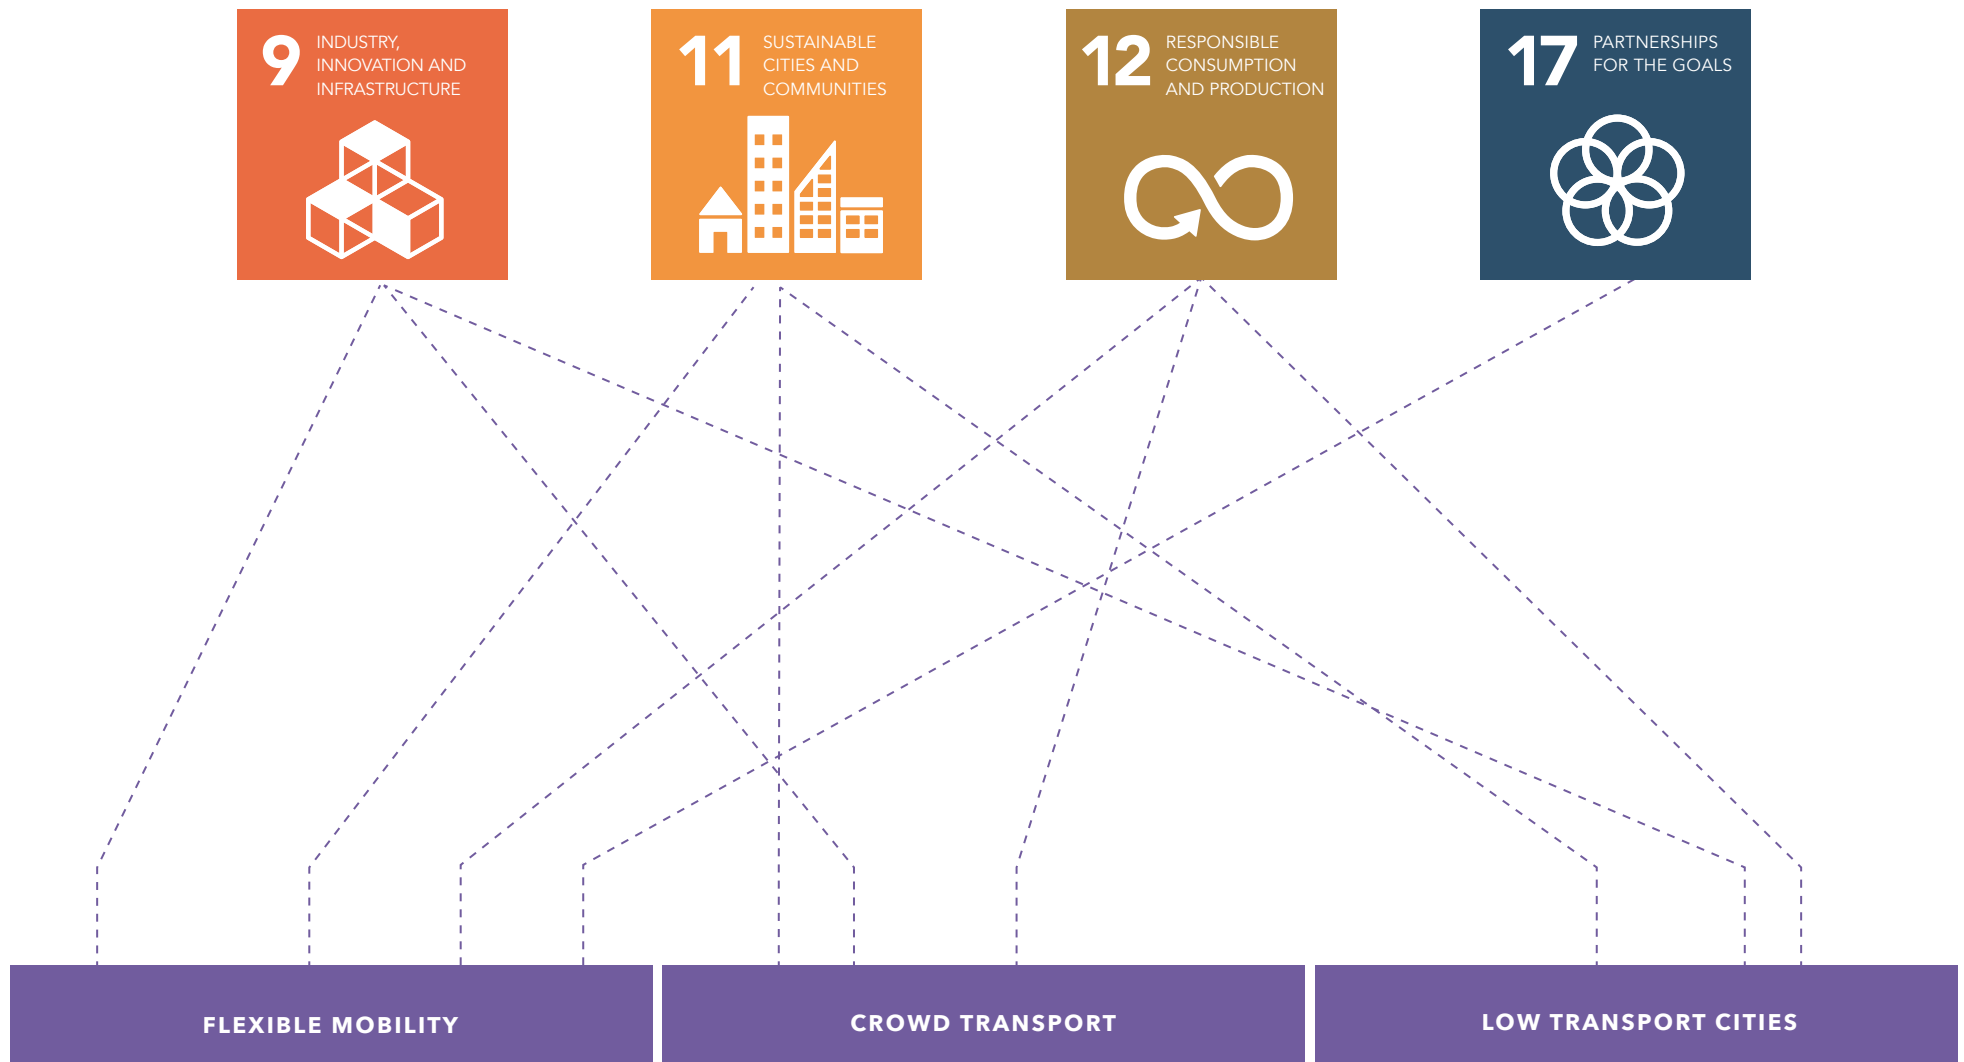 9
INDUSTRY,
INNOVATION AND
INFRASTRUCTURE
11
SUSTAINABLE
CITIES AND
COMMUNITIES
12
RESPONSIBLE
CONSUMPTION
AND PRODUCTION
17
PARTNERSHIPS
FOR THE GOALS
FLEXIBLE MOBILITY
CROWD TRANSPORT
LOW TRANSPORT CITIES